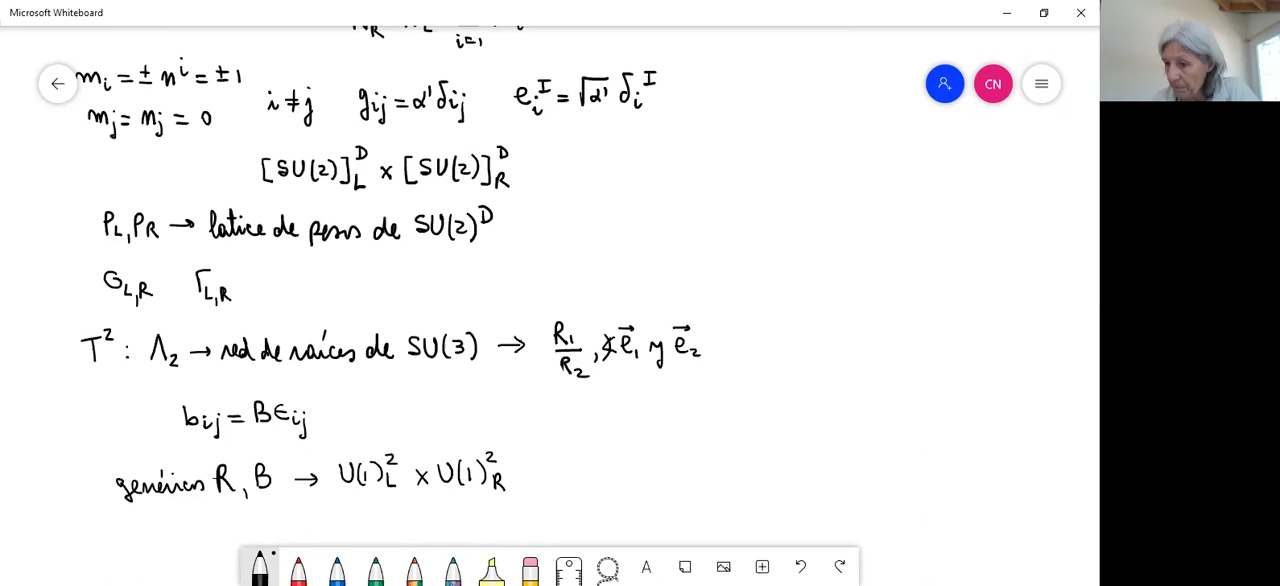 Microsoft Whiteboard
i=1
m_i = ± n^i = ± 1
m_j = n_j = 0
i ≠ j
g_ij = α' δ_ij
e_i^I = √α' δ_i^I
CN
[SU(2)]_L^D × [SU(2)]_R^D
P_L, P_R → latice de pesos de SU(2)^D
G_L,R Γ_L,R
T^2 : Λ_2 → red de raíces de SU(3) → R_1/R_2, ∡ e⃗_1 y e⃗_2
b_ij = B ϵ_ij
genéricos R, B → U(1)_L^2 × U(1)_R^2
A